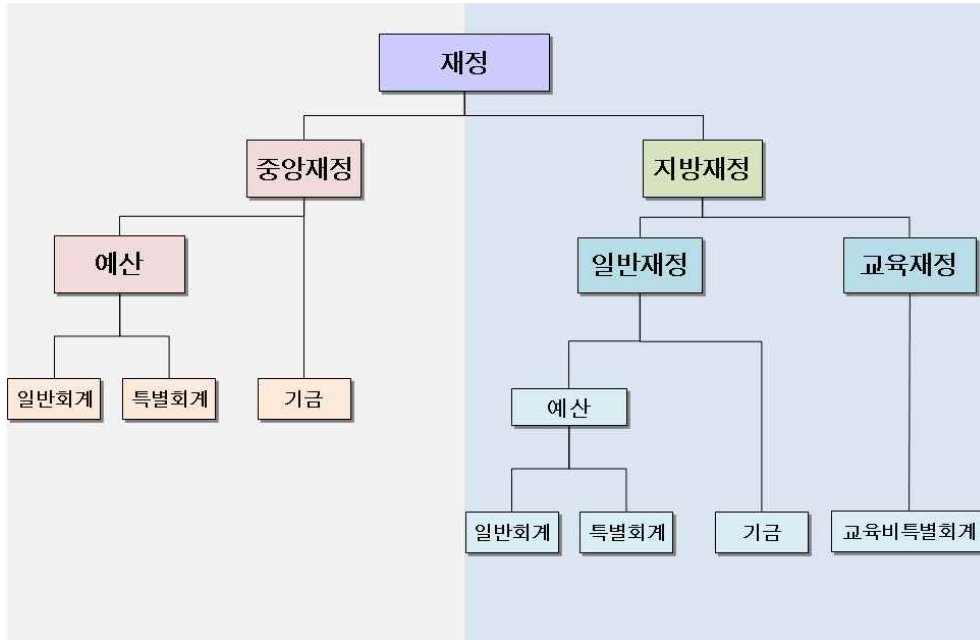 재정
중앙재정
지방재정
예산
일반재정
교육재정
일반회계
특별회계
기금
예산
일반회계
특별회계
기금
교육비특별회계